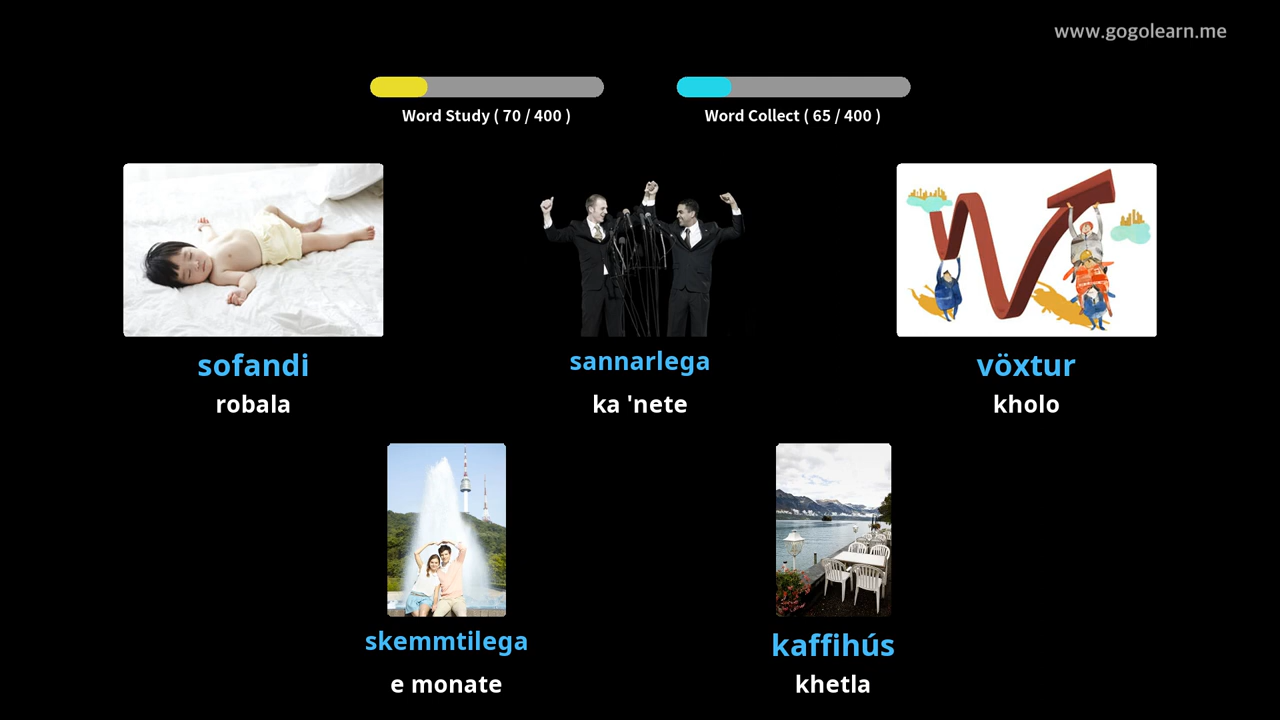 www.gogolearn.me
Word Study ( 70 / 400 )
Word Collect ( 65 / 400 )
sofandi
robala
sannarlega
ka 'nete
vöxtur
kholo
skemmtilega
e monate
kaffihús
khetla